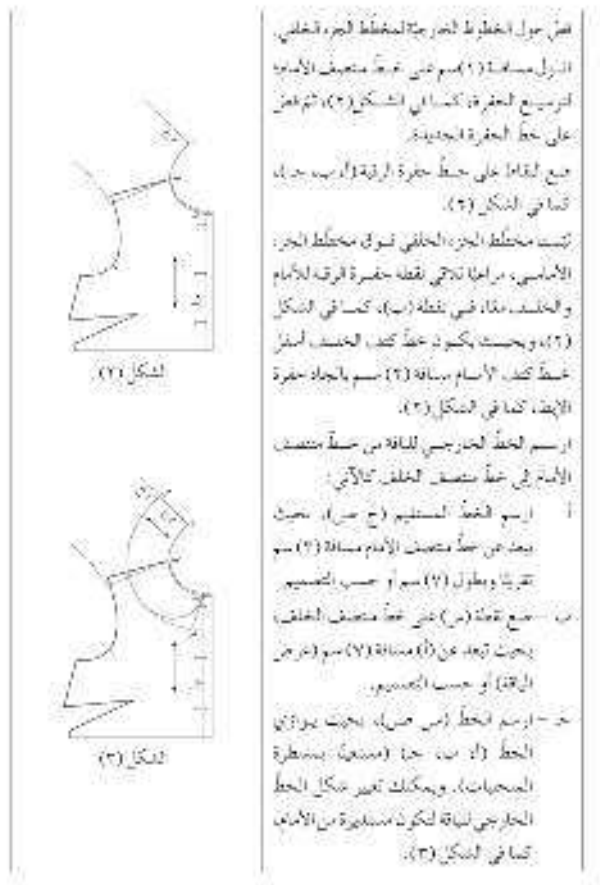 قص حول الخطوط الخارجية لمخطط الجزء الخلفي.
انزل مسافة (١) سم على خط منتصف الأمام؛
لتوسيع الحفرة، كما في الشكل (٢)، ثم قص
على خط الحفرة الجديدة.
ضع النقاط على خط حفرة الرقبة (أ، ب، جـ)،
كما في الشكل (٢).
ثبت مخطط الجزء الخلفي فوق مخطط الجزء
الأمامي، مراعيًا تلاقي نقطة حفرة الرقبة للأمام
والخلف معًا، في نقطة (ب)، كما في الشكل
(٢)، وبحيث يكون خط كتف الخلف أسفل
خط كتف الأمام مسافة (٢) سم باتجاه حفرة
الإبط، كما في الشكل (٢).
ارسم الخط الخارجي للياقة من خط منتصف
الأمام إلى خط منتصف الخلف كالآتي:
أ ارسم الخط المستقيم (ج ص)، بحيث
يبعد عن خط منتصف الأمام مسافة (٢) سم
تقريبًا وبطول (٧) سم أو حسب التصميم.
ب - ضع نقطة (س) على خط منتصف الخلف،
بحيث تبعد عن (أ) مسافة (٧) سم (عرض
الياقة) أو حسب التصميم.
جـ - ارسم الخط (س ص)، بحيث يوازي
الخط (أ، ب، جـ) (مستعينًا بمسطرة
المنحنيات). ويمكنك تغيير شكل الخط
الخارجي للياقة لتكون مستديرة من الأمام،
كما في الشكل (٣).
الشكل (٢).
الشكل (٣).